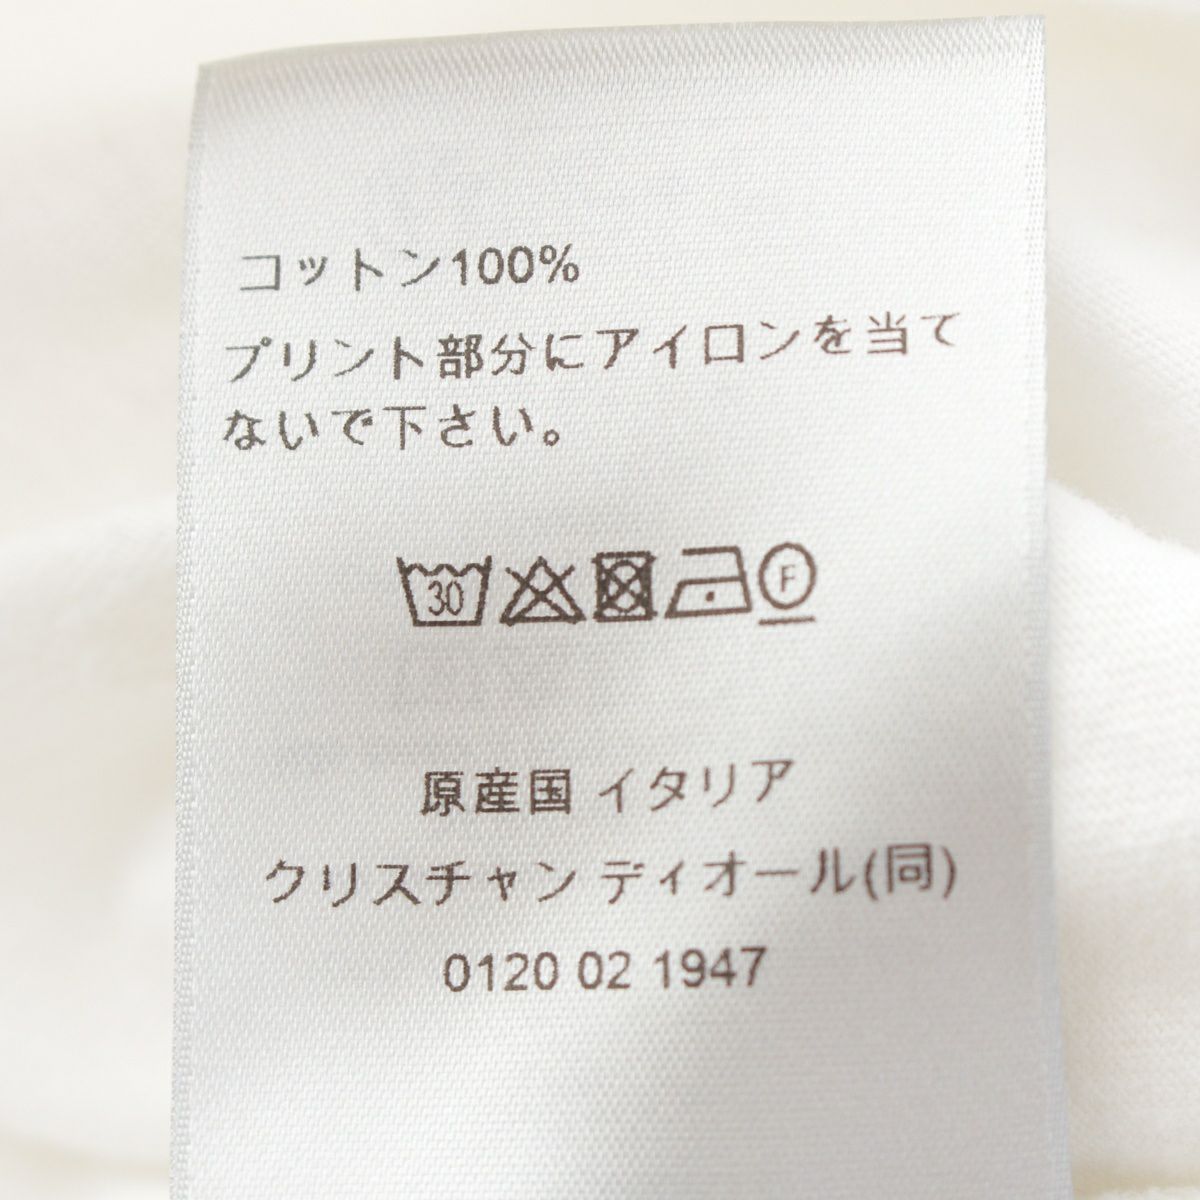 コットン100%
プリント部分にアイロンを当て
ないで下さい。
30 F
原産国 イタリア
クリスチャン ディオール(同)
0120 02 1947